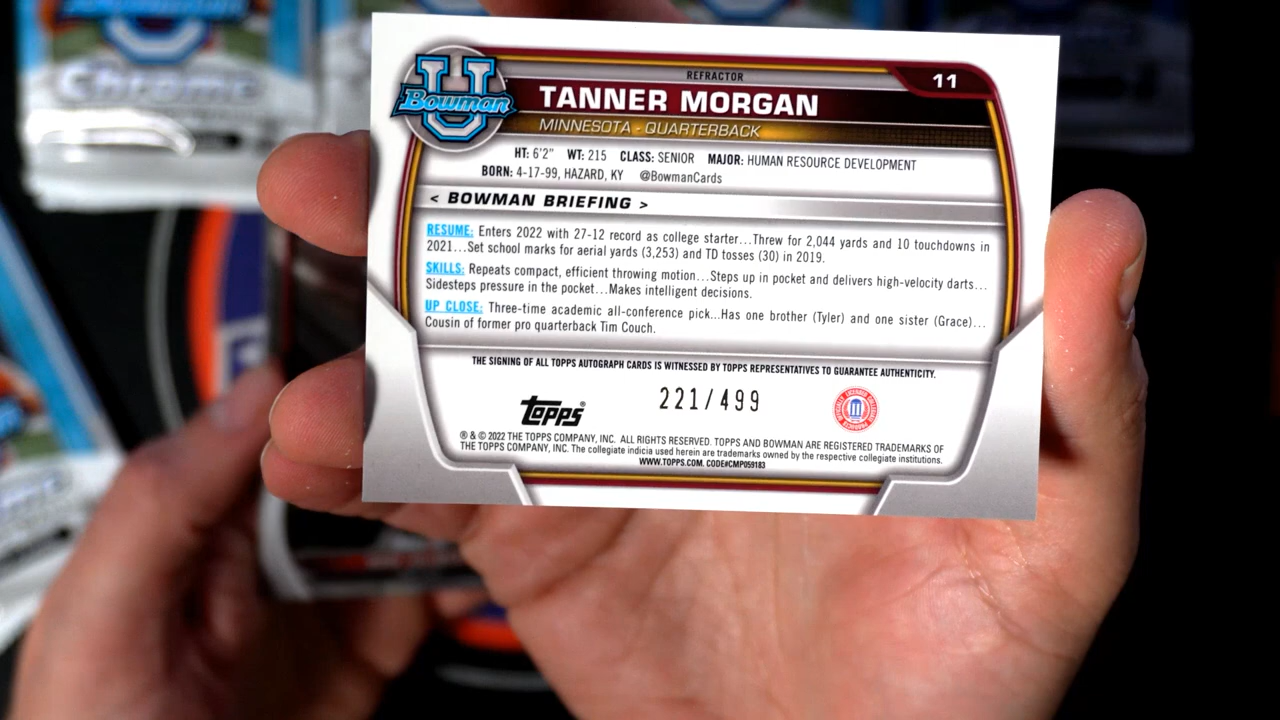 Chrome
U
Bowman
REFRACTOR
11
TANNER MORGAN
MINNESOTA - QUARTERBACK
HT: 6'2" WT: 215 CLASS: SENIOR MAJOR: HUMAN RESOURCE DEVELOPMENT
BORN: 4-17-99, HAZARD, KY @BowmanCards
< BOWMAN BRIEFING >
RESUME: Enters 2022 with 27-12 record as college starter...Threw for 2,044 yards and 10 touchdowns in
2021...Set school marks for aerial yards (3,253) and TD tosses (30) in 2019.
SKILLS: Repeats compact, efficient throwing motion...Steps up in pocket and delivers high-velocity darts...
Sidesteps pressure in the pocket...Makes intelligent decisions.
UP CLOSE: Three-time academic all-conference pick...Has one brother (Tyler) and one sister (Grace)...
Cousin of former pro quarterback Tim Couch.
THE SIGNING OF ALL TOPPS AUTOGRAPH CARDS IS WITNESSED BY TOPPS REPRESENTATIVES TO GUARANTEE AUTHENTICITY.
topps®
221/499
® & © 2022 THE TOPPS COMPANY, INC. ALL RIGHTS RESERVED. TOPPS AND BOWMAN ARE REGISTERED TRADEMARKS OF
THE TOPPS COMPANY, INC. The collegiate indicia used herein are trademarks owned by the respective collegiate institutions.
WWW.TOPPS.COM. CODE#CMP059183